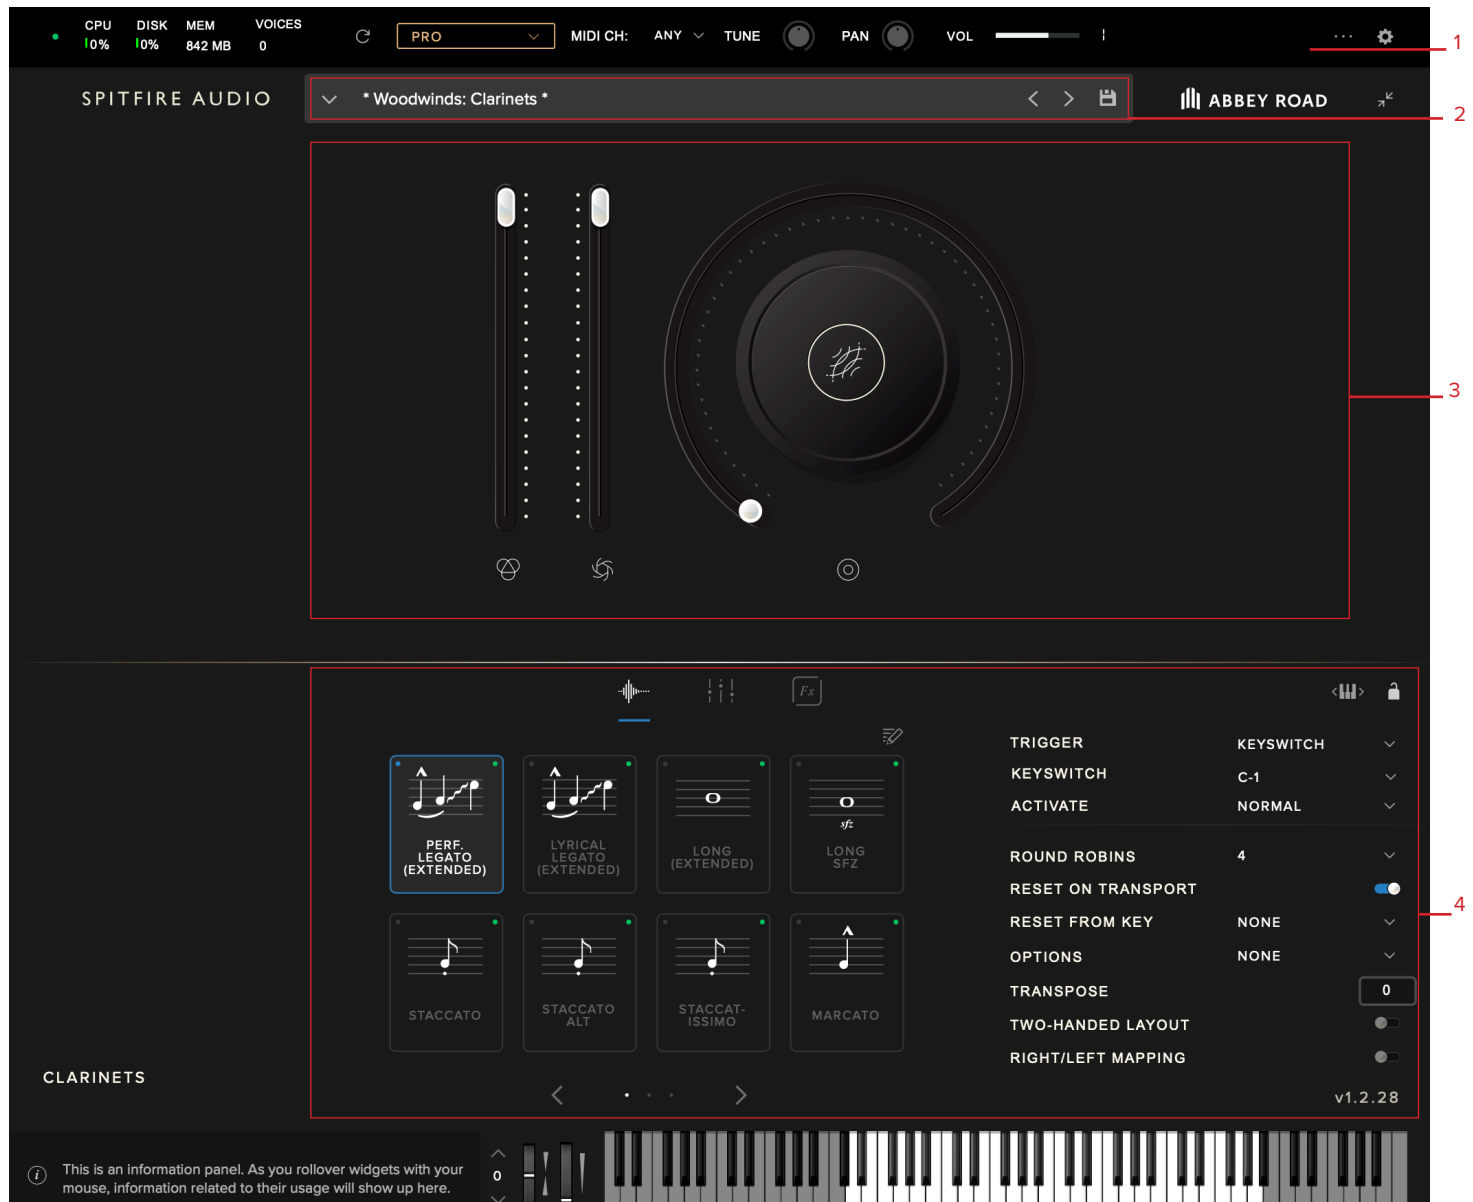 CPU DISK MEM VOICES
0% 0% 842 MB 0
PRO
MIDI CH: ANY TUNE PAN VOL
1
SPITFIRE AUDIO
* Woodwinds: Clarinets *
ABBEY ROAD
2
3
Fx
TRIGGER KEYSWITCH
KEYSWITCH C-1
ACTIVATE NORMAL
ROUND ROBINS 4
RESET ON TRANSPORT
RESET FROM KEY NONE
OPTIONS NONE
TRANSPOSE 0
TWO-HANDED LAYOUT
RIGHT/LEFT MAPPING
v1.2.28
4
PERF.
LEGATO
(EXTENDED)
LYRICAL
LEGATO
(EXTENDED)
LONG
(EXTENDED)
sfz
LONG
SFZ
STACCATO
STACCATO
ALT
STACCAT-
ISSIMO
MARCATO
CLARINETS
i
This is an information panel. As you rollover widgets with your
mouse, information related to their usage will show up here.
0